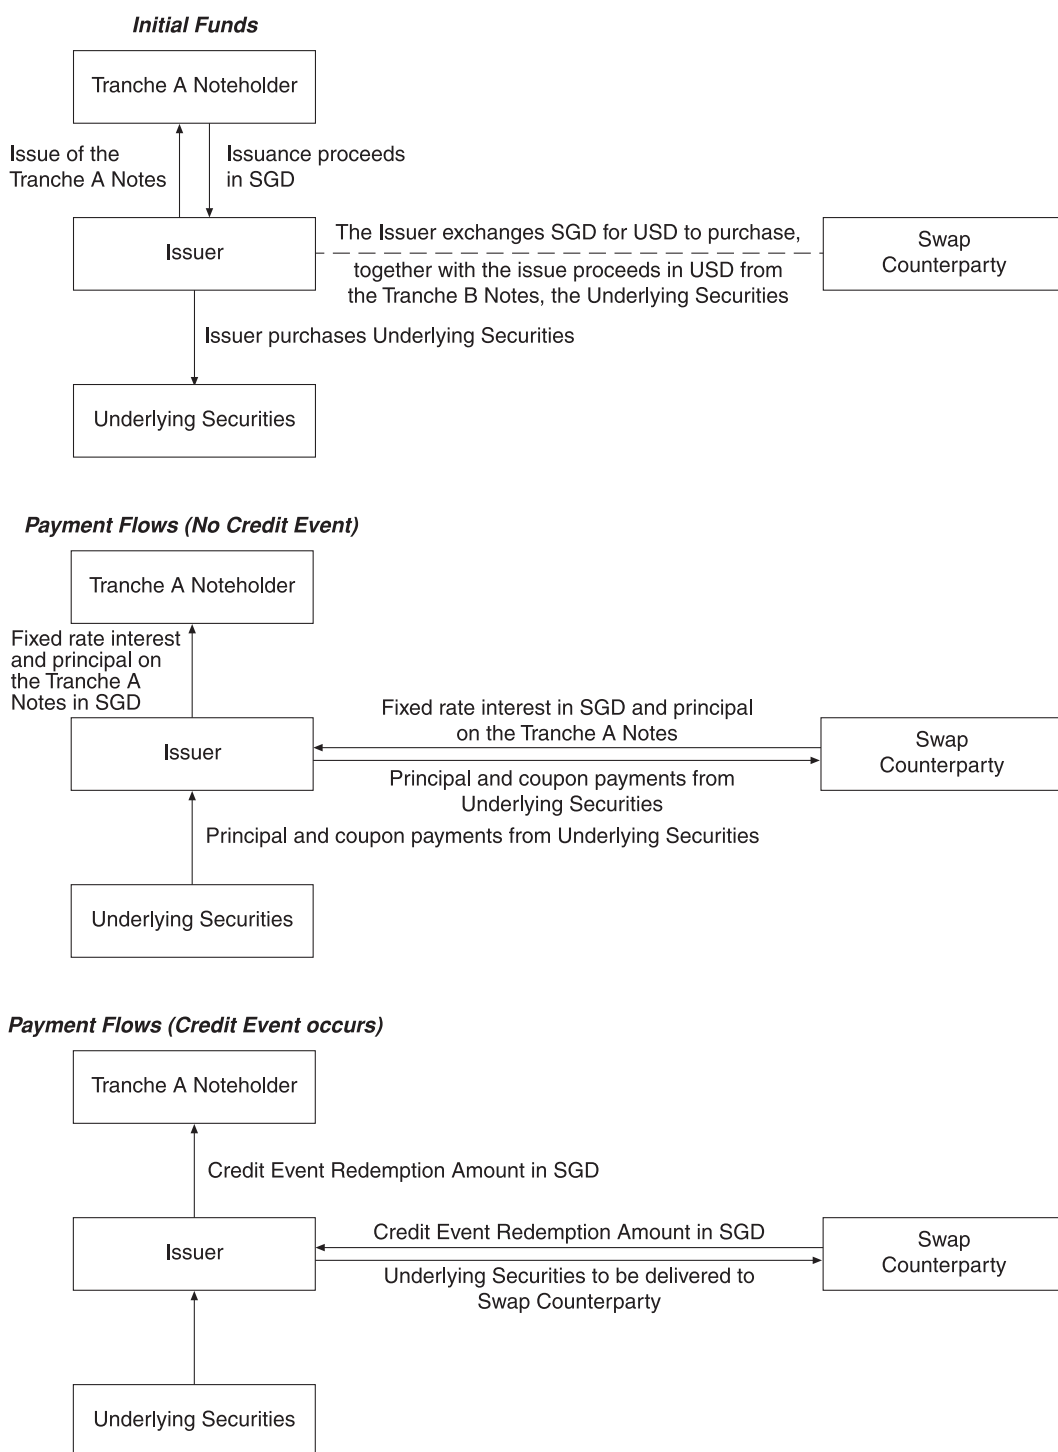 Initial Funds
Tranche A Noteholder
Issue of the
Tranche A Notes
Issuance proceeds
in SGD
Issuer
The Issuer exchanges SGD for USD to purchase,
together with the issue proceeds in USD from
the Tranche B Notes, the Underlying Securities
Swap
Counterparty
Issuer purchases Underlying Securities
Underlying Securities
Payment Flows (No Credit Event)
Tranche A Noteholder
Fixed rate interest
and principal on
the Tranche A
Notes in SGD
Issuer
Fixed rate interest in SGD and principal
on the Tranche A Notes
Principal and coupon payments from
Underlying Securities
Swap
Counterparty
Principal and coupon payments from Underlying Securities
Underlying Securities
Payment Flows (Credit Event occurs)
Tranche A Noteholder
Credit Event Redemption Amount in SGD
Issuer
Credit Event Redemption Amount in SGD
Underlying Securities to be delivered to
Swap Counterparty
Swap
Counterparty
Underlying Securities